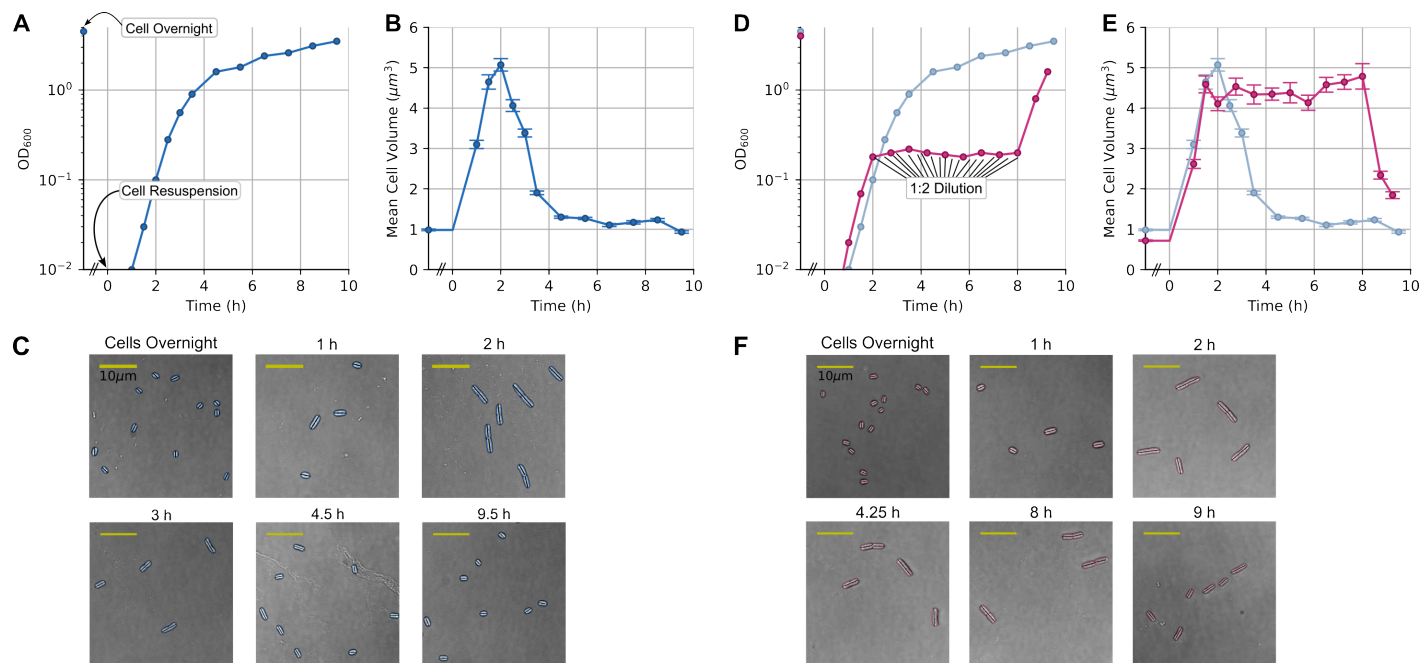 A
Cell Overnight
Cell Resuspension
OD600
10⁰
10⁻¹
10⁻²
0 2 4 6 8 10
Time (h)
B
Mean Cell Volume (μm³)
6
5
4
3
2
1
0
0 2 4 6 8 10
Time (h)
D
OD600
10⁰
10⁻¹
10⁻²
1:2 Dilution
0 2 4 6 8 10
Time (h)
E
Mean Cell Volume (μm³)
6
5
4
3
2
1
0
0 2 4 6 8 10
Time (h)
C
Cells Overnight
10μm
1 h
2 h
3 h
4.5 h
9.5 h
F
Cells Overnight
10μm
1 h
2 h
4.25 h
8 h
9 h